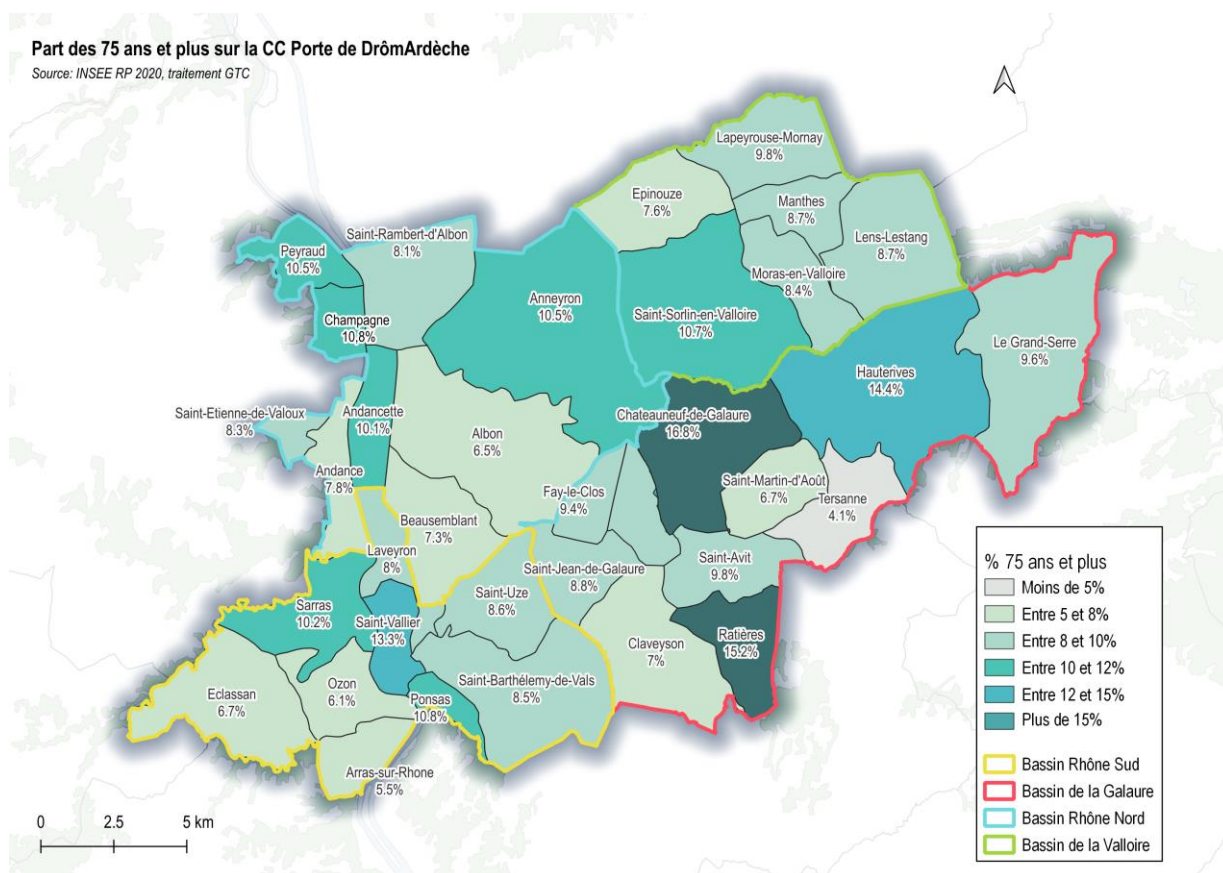 Part des 75 ans et plus sur la CC Porte de DrômArdèche
Source: INSEE RP 2020, traitement GTC
Lapeyrouse-Mornay
9.8%
Epinouze
7.6%
Manthes
8.7%
Saint-Rambert-d'Albon
8.1%
Lens-Lestang
8.7%
Peyraud
10.5%
Moras-en-Valloire
8.4%
Anneyron
10.5%
Saint-Sorlin-en-Valloire
10.7%
Champagne
10,8%
Le Grand-Serre
9.6%
Hauterives
14.4%
Saint-Etienne-de-Valoux
8.3%
Andancette
10.1%
Chateauneuf-de-Galaure
16.8%
Albon
6.5%
Andance
7.8%
Saint-Martin-d'Août
6.7%
Fay-le-Clos
9.4%
Tersanne
4.1%
Beausemblant
7.3%
Laveyron
8%
Saint-Avit
9.8%
Saint-Jean-de-Galaure
8.8%
Saint-Uze
8.6%
Sarras
10.2%
Saint-Vallier
13.3%
Ratières
15.2%
Claveyson
7%
Saint-Barthélemy-de-Vals
8.5%
Ozon
6.1%
Eclassan
6.7%
Ponsas
10.8%
Arras-sur-Rhone
5.5%
% 75 ans et plus
Moins de 5%
Entre 5 et 8%
Entre 8 et 10%
Entre 10 et 12%
Entre 12 et 15%
Plus de 15%
Bassin Rhône Sud
Bassin de la Galaure
Bassin Rhône Nord
Bassin de la Valloire
0 2.5 5 km